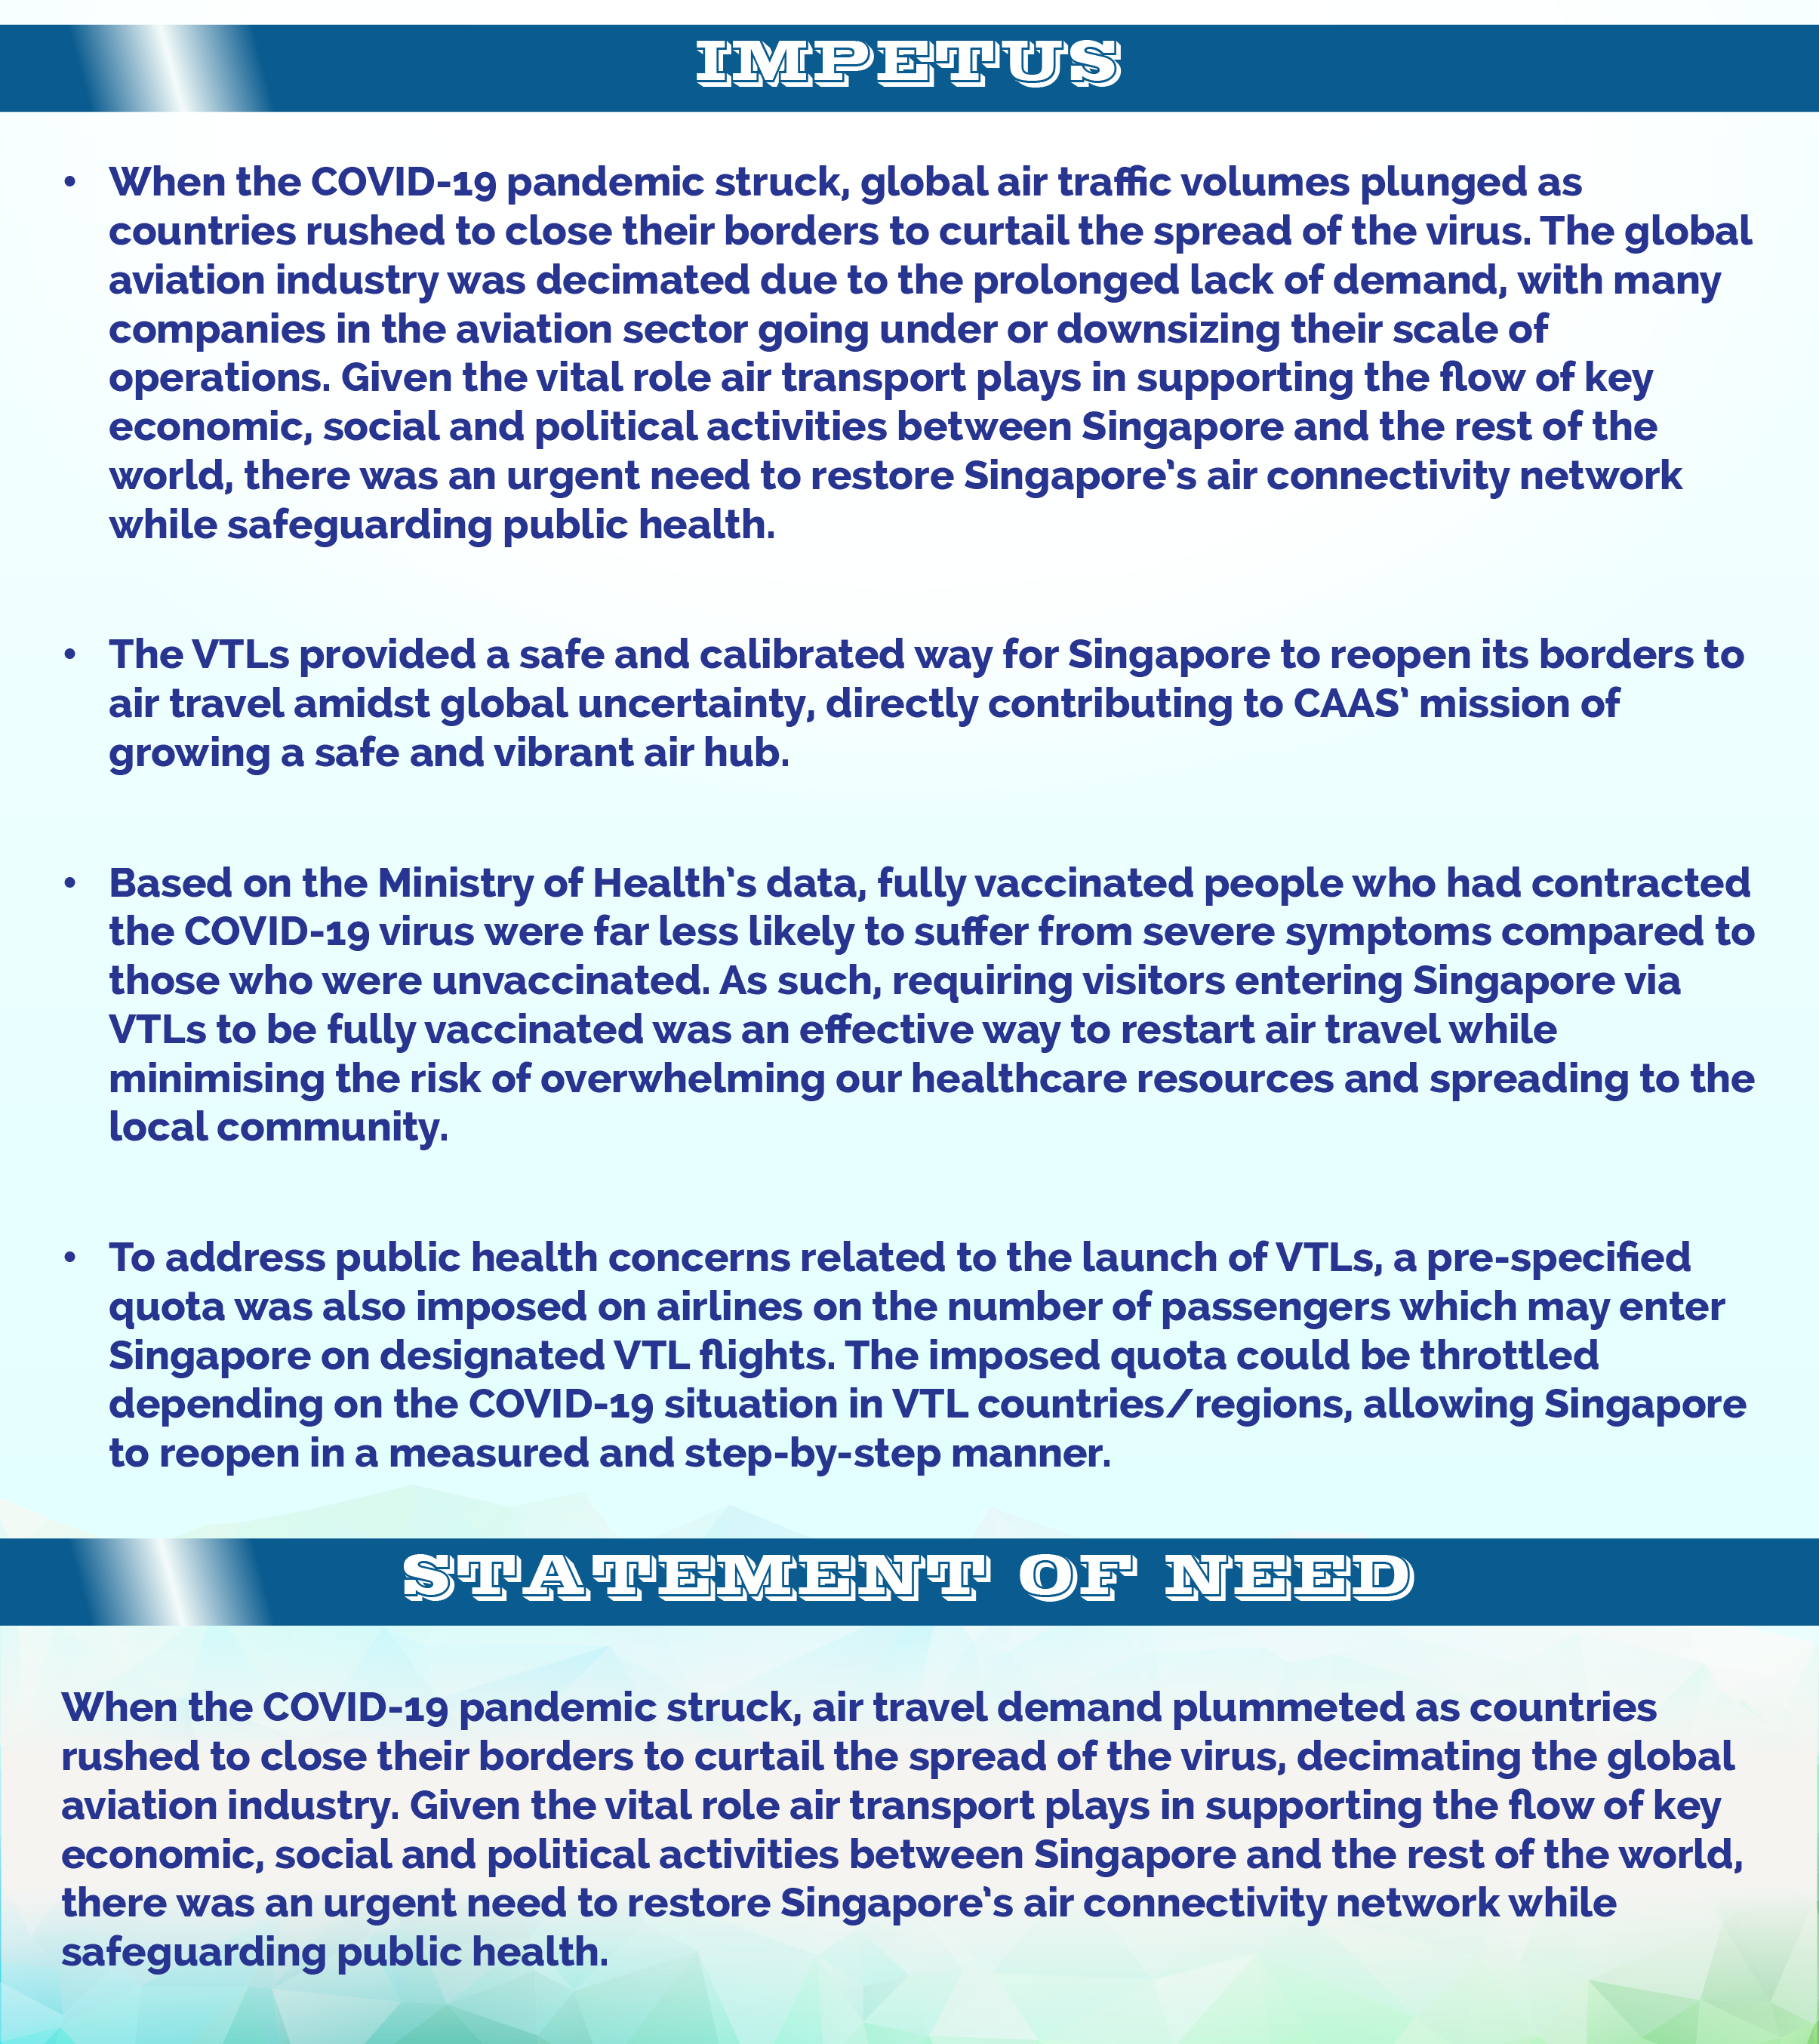 IMPETUS
• When the COVID-19 pandemic struck, global air traffic volumes plunged as
countries rushed to close their borders to curtail the spread of the virus. The global
aviation industry was decimated due to the prolonged lack of demand, with many
companies in the aviation sector going under or downsizing their scale of
operations. Given the vital role air transport plays in supporting the flow of key
economic, social and political activities between Singapore and the rest of the
world, there was an urgent need to restore Singapore's air connectivity network
while safeguarding public health.
• The VTLs provided a safe and calibrated way for Singapore to reopen its borders to
air travel amidst global uncertainty, directly contributing to CAAS' mission of
growing a safe and vibrant air hub.
• Based on the Ministry of Health's data, fully vaccinated people who had contracted
the COVID-19 virus were far less likely to suffer from severe symptoms compared to
those who were unvaccinated. As such, requiring visitors entering Singapore via
VTLs to be fully vaccinated was an effective way to restart air travel while
minimising the risk of overwhelming our healthcare resources and spreading to the
local community.
• To address public health concerns related to the launch of VTLs, a pre-specified
quota was also imposed on airlines on the number of passengers which may enter
Singapore on designated VTL flights. The imposed quota could be throttled
depending on the COVID-19 situation in VTL countries/regions, allowing Singapore
to reopen in a measured and step-by-step manner.
STATEMENT OF NEED
When the COVID-19 pandemic struck, air travel demand plummeted as countries
rushed to close their borders to curtail the spread of the virus, decimating the global
aviation industry. Given the vital role air transport plays in supporting the flow of key
economic, social and political activities between Singapore and the rest of the world,
there was an urgent need to restore Singapore's air connectivity network while
safeguarding public health.